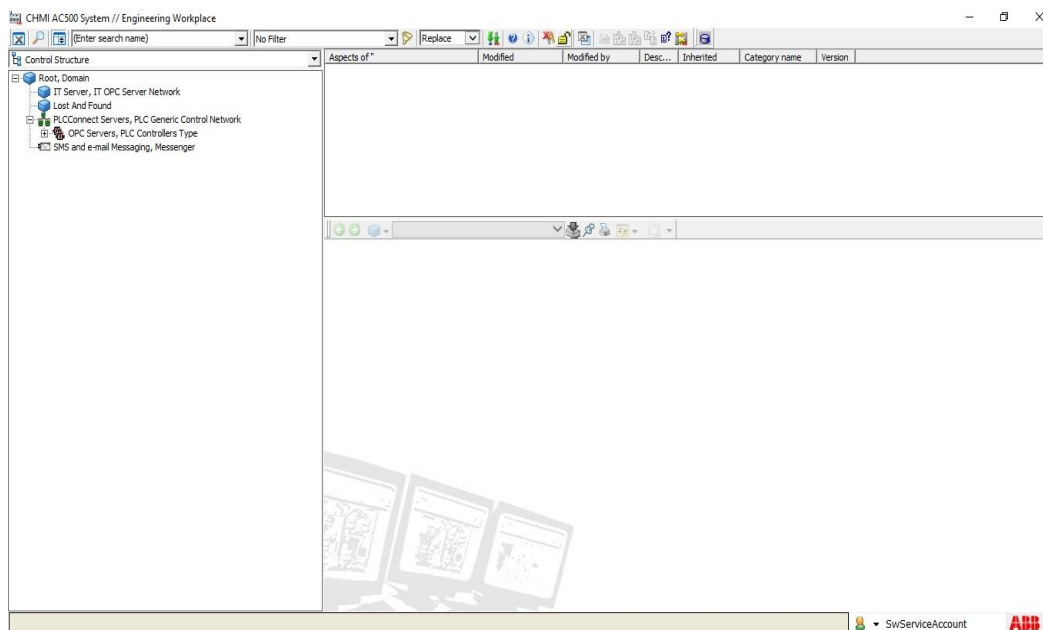 CHMI AC500 System // Engineering Workplace
(Enter search name) No Filter Replace
Control Structure
Aspects of '' Modified Modified by Desc... Inherited Category name Version
Root, Domain
IT Server, IT OPC Server Network
Lost And Found
PLCConnect Servers, PLC Generic Control Network
OPC Servers, PLC Controllers Type
SMS and e-mail Messaging, Messenger
SwServiceAccount ABB